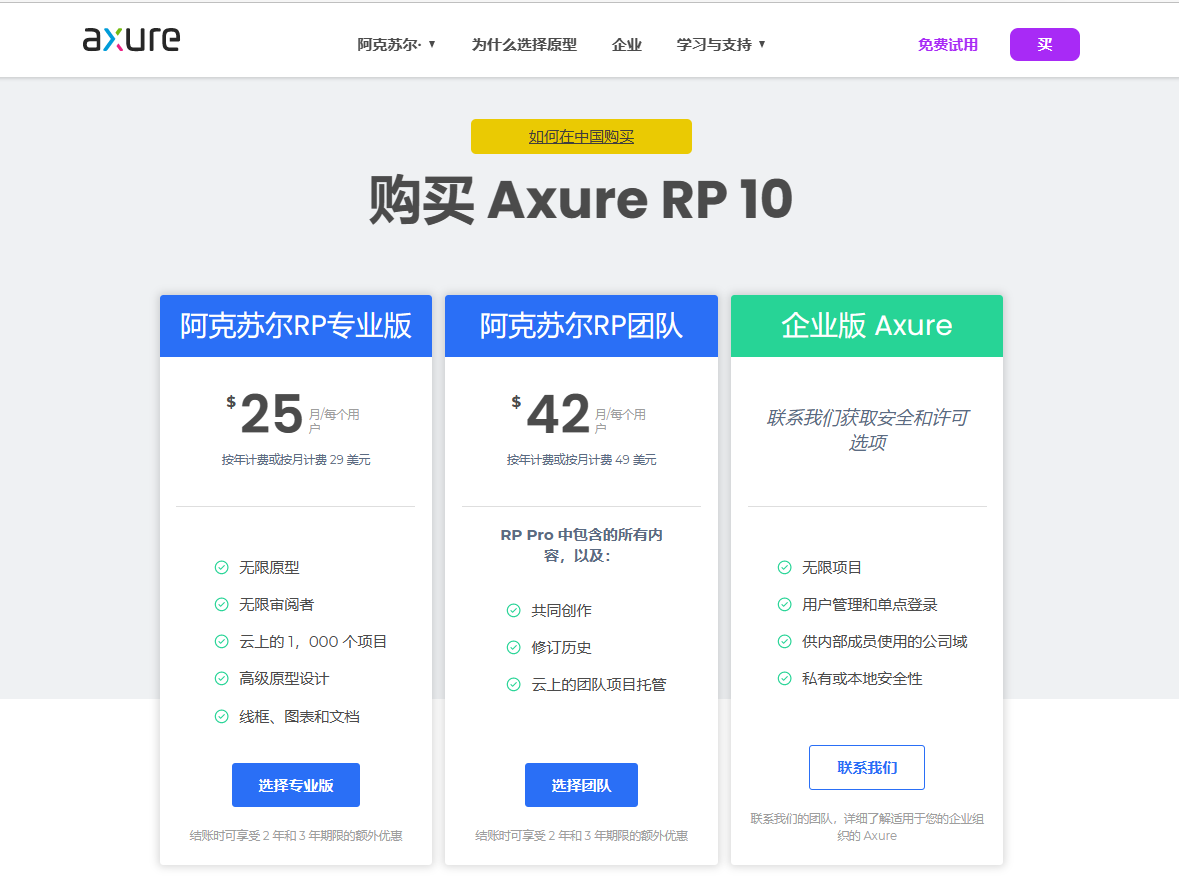 axure
阿克苏尔· ▼
为什么选择原型
企业
学习与支持 ▼
免费试用
买
如何在中国购买
购买 Axure RP 10
阿克苏尔RP专业版
$25 月/每个用
户
按年计费或按月计费 29 美元
无限原型
无限审阅者
云上的 1，000 个项目
高级原型设计
线框、图表和文档
选择专业版
结账时可享受 2 年和 3 年期限的额外优惠
阿克苏尔RP团队
$42 月/每个用
户
按年计费或按月计费 49 美元
RP Pro 中包含的所有内
容，以及：
共同创作
修订历史
云上的团队项目托管
选择团队
结账时可享受 2 年和 3 年期限的额外优惠
企业版 Axure
联系我们获取安全和许可
选项
无限项目
用户管理和单点登录
供内部成员使用的公司域
私有或本地安全性
联系我们
联系我们的团队，详细了解适用于您的企业组
织的 Axure